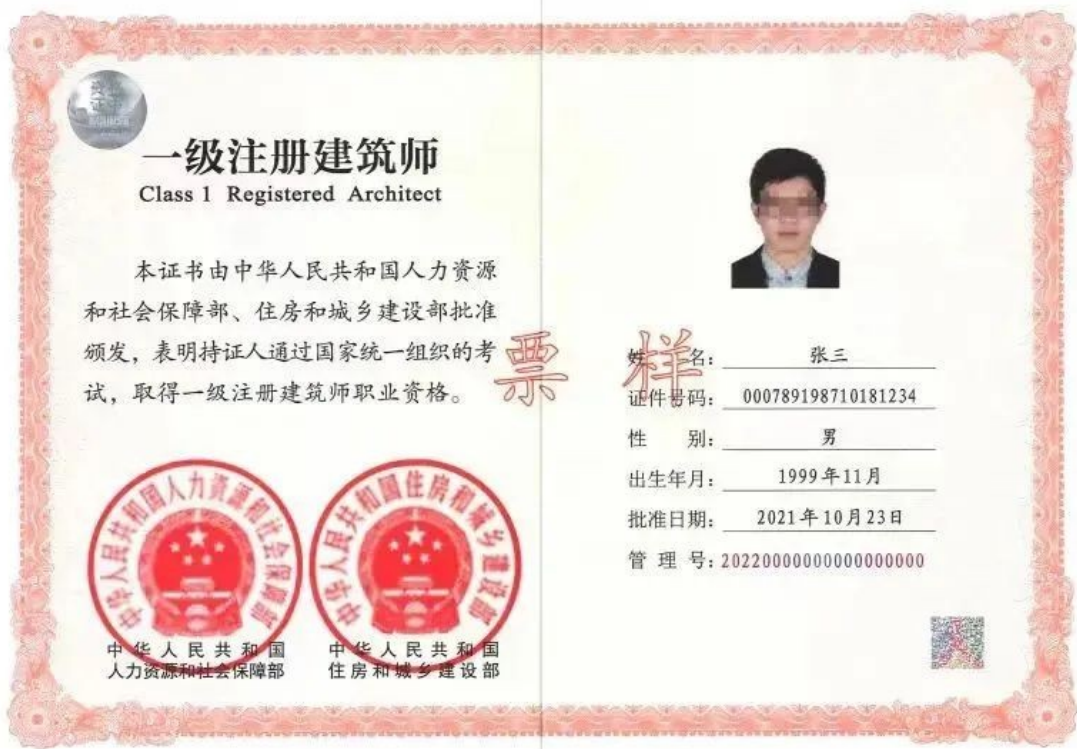 一级注册建筑师
Class 1 Registered Architect
本证书由中华人民共和国人力资源
和社会保障部、住房和城乡建设部批准
颁发，表明持证人通过国家统一组织的考
试，取得一级注册建筑师职业资格。
票样
姓名：张三
证件号码：000789198710181234
性别：男
出生年月：1999年11月
批准日期：2021年10月23日
管理号：20220000000000000000
中华人民共和国人力资源和社会保障部
中华人民共和国住房和城乡建设部
中华人民共和国
人力资源和社会保障部
中华人民共和国
住房和城乡建设部